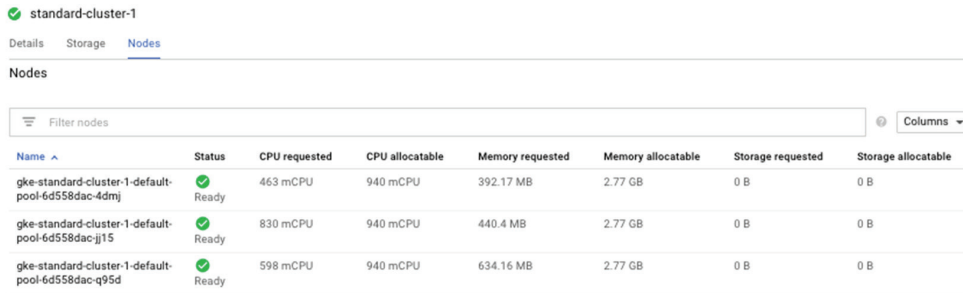 standard-cluster-1
Details Storage Nodes
Nodes
Filter nodes Columns
Name Status CPU requested CPU allocatable Memory requested Memory allocatable Storage requested Storage allocatable
gke-standard-cluster-1-default-
pool-6d558dac-4dmj Ready 463 mCPU 940 mCPU 392.17 MB 2.77 GB 0 B 0 B
gke-standard-cluster-1-default-
pool-6d558dac-jj15 Ready 830 mCPU 940 mCPU 440.4 MB 2.77 GB 0 B 0 B
gke-standard-cluster-1-default-
pool-6d558dac-q95d Ready 598 mCPU 940 mCPU 634.16 MB 2.77 GB 0 B 0 B